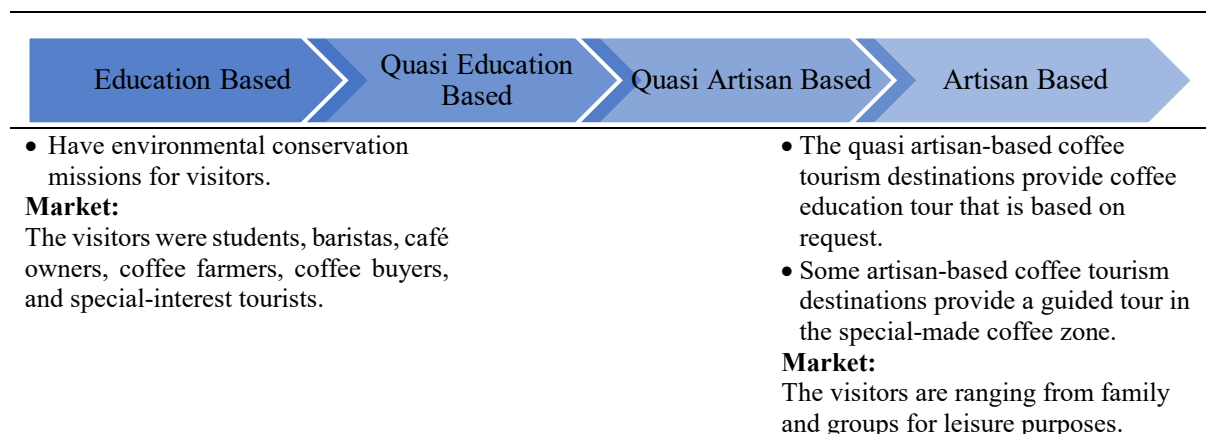 Education Based
Quasi Education
Based
Quasi Artisan Based
Artisan Based
• Have environmental conservation
missions for visitors.
Market:
The visitors were students, baristas, café
owners, coffee farmers, coffee buyers,
and special-interest tourists.
• The quasi artisan-based coffee
tourism destinations provide coffee
education tour that is based on
request.
• Some artisan-based coffee tourism
destinations provide a guided tour in
the special-made coffee zone.
Market:
The visitors are ranging from family
and groups for leisure purposes.